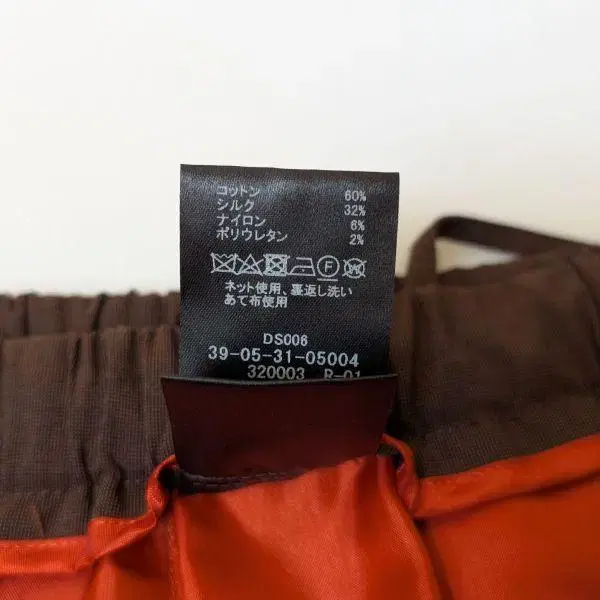 コットン 60%
シルク 32%
ナイロン 6%
ポリウレタン 2%
F W
ネット使用、裏返し洗い
あて布使用
DS006
39-05-31-05004
320003 R-01